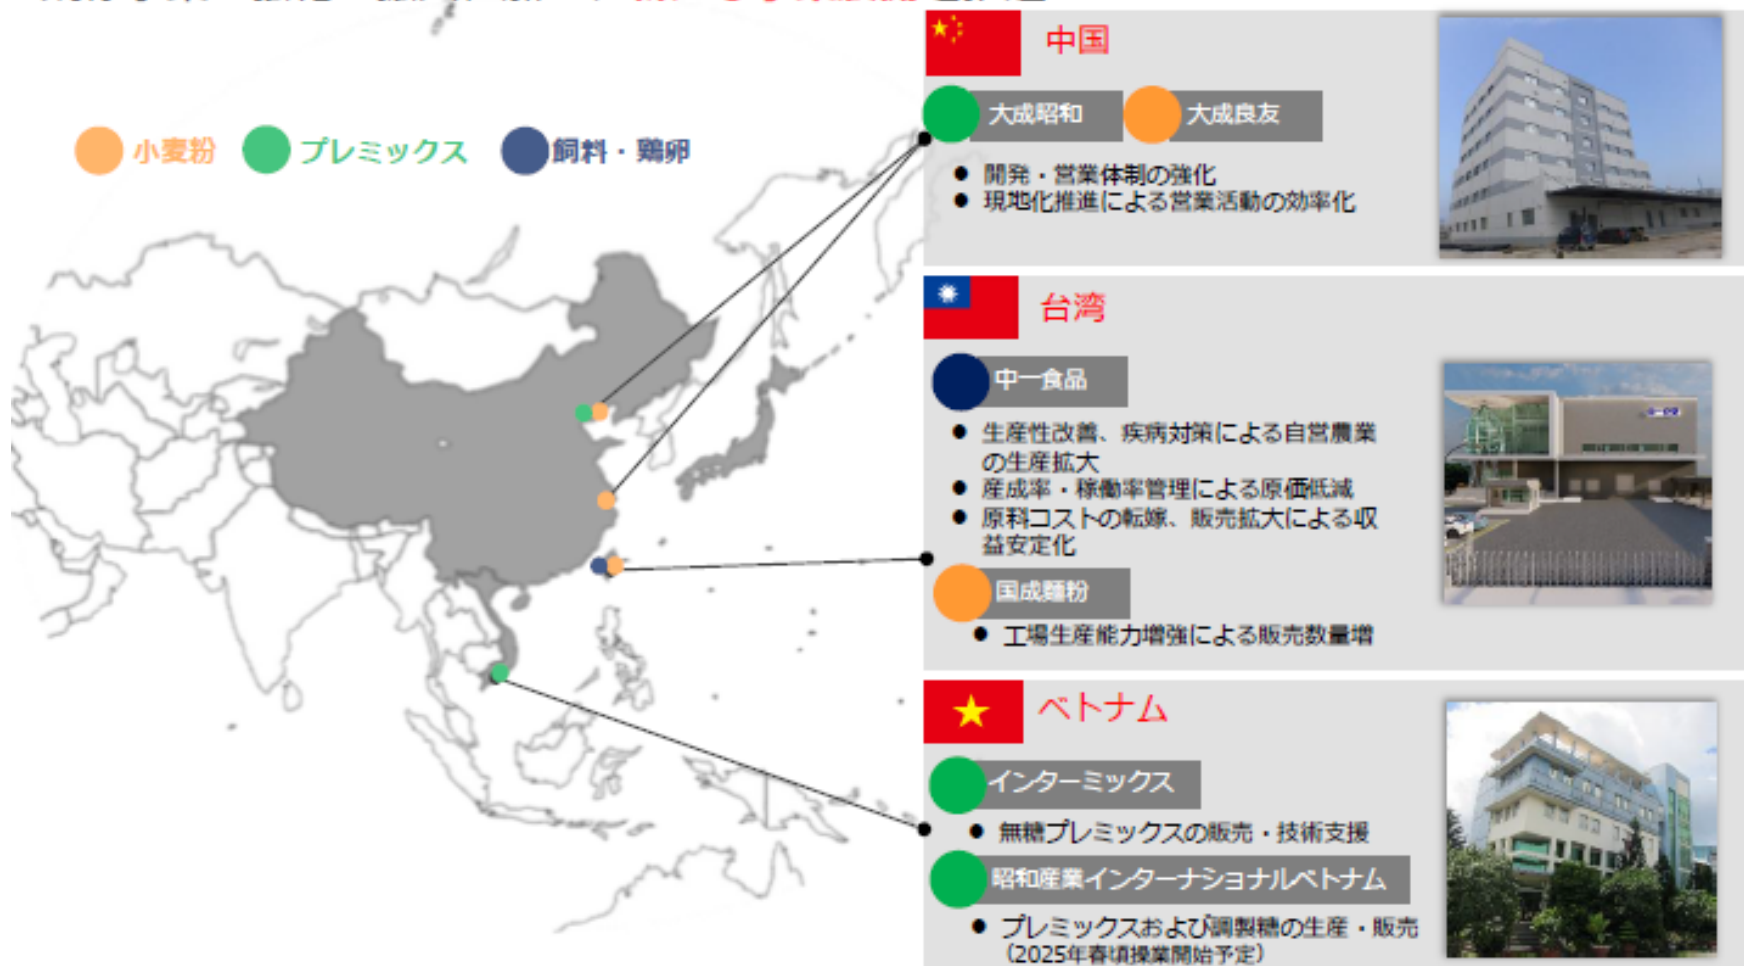 小麦粉
プレミックス
飼料・鶏卵
中国
大成昭和
大成良友
● 開発・営業体制の強化
● 現地化推進による営業活動の効率化
台湾
中一食品
● 生産性改善、疾病対策による自営農業
の生産拡大
● 産成率・稼働率管理による原価低減
● 原料コストの転嫁、販売拡大による収
益安定化
国成麵粉
● 工場生産能力増強による販売数量増
ベトナム
インターミックス
● 無糖プレミックスの販売・技術支援
昭和産業インターナショナルベトナム
● プレミックスおよび調製糖の生産・販売
（2025年春頃操業開始予定）